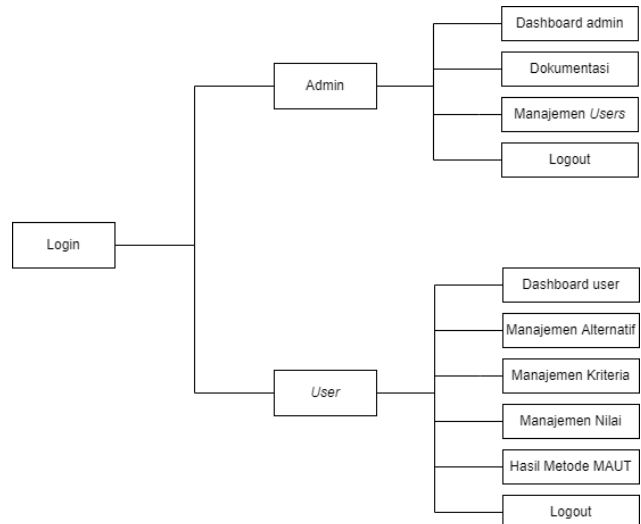 Login
Admin
Dashboard admin
Dokumentasi
Manajemen Users
Logout
User
Dashboard user
Manajemen Alternatif
Manajemen Kriteria
Manajemen Nilai
Hasil Metode MAUT
Logout